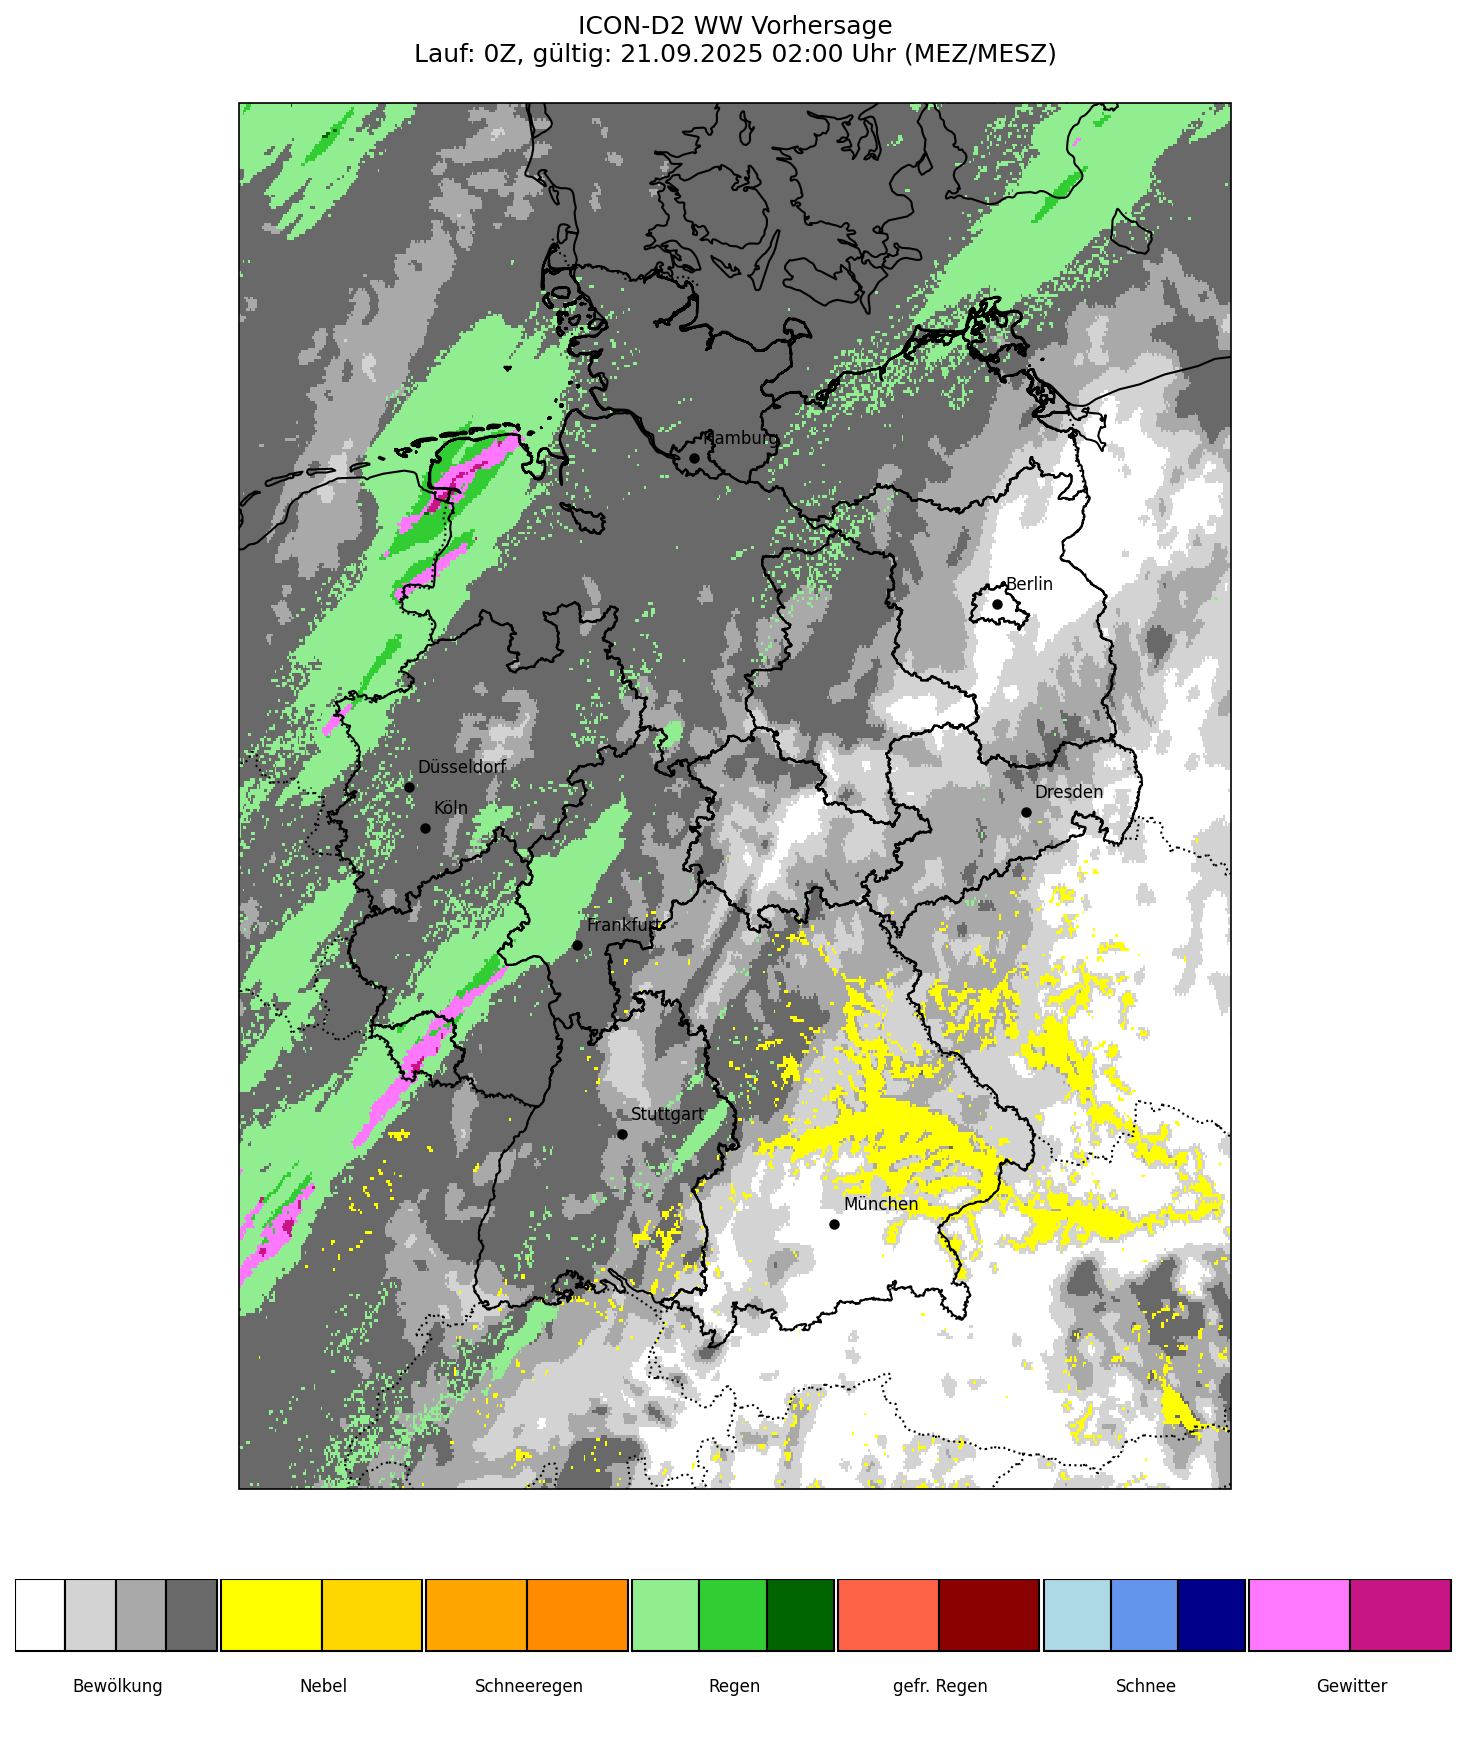 ICON-D2 WW Vorhersage
Lauf: 0Z, gültig: 21.09.2025 02:00 Uhr (MEZ/MESZ)
Hamburg
Berlin
Düsseldorf
Dresden
Köln
Frankfurt
Stuttgart
München
Bewölkung
Nebel
Schneeregen
Regen
gefr. Regen
Schnee
Gewitter